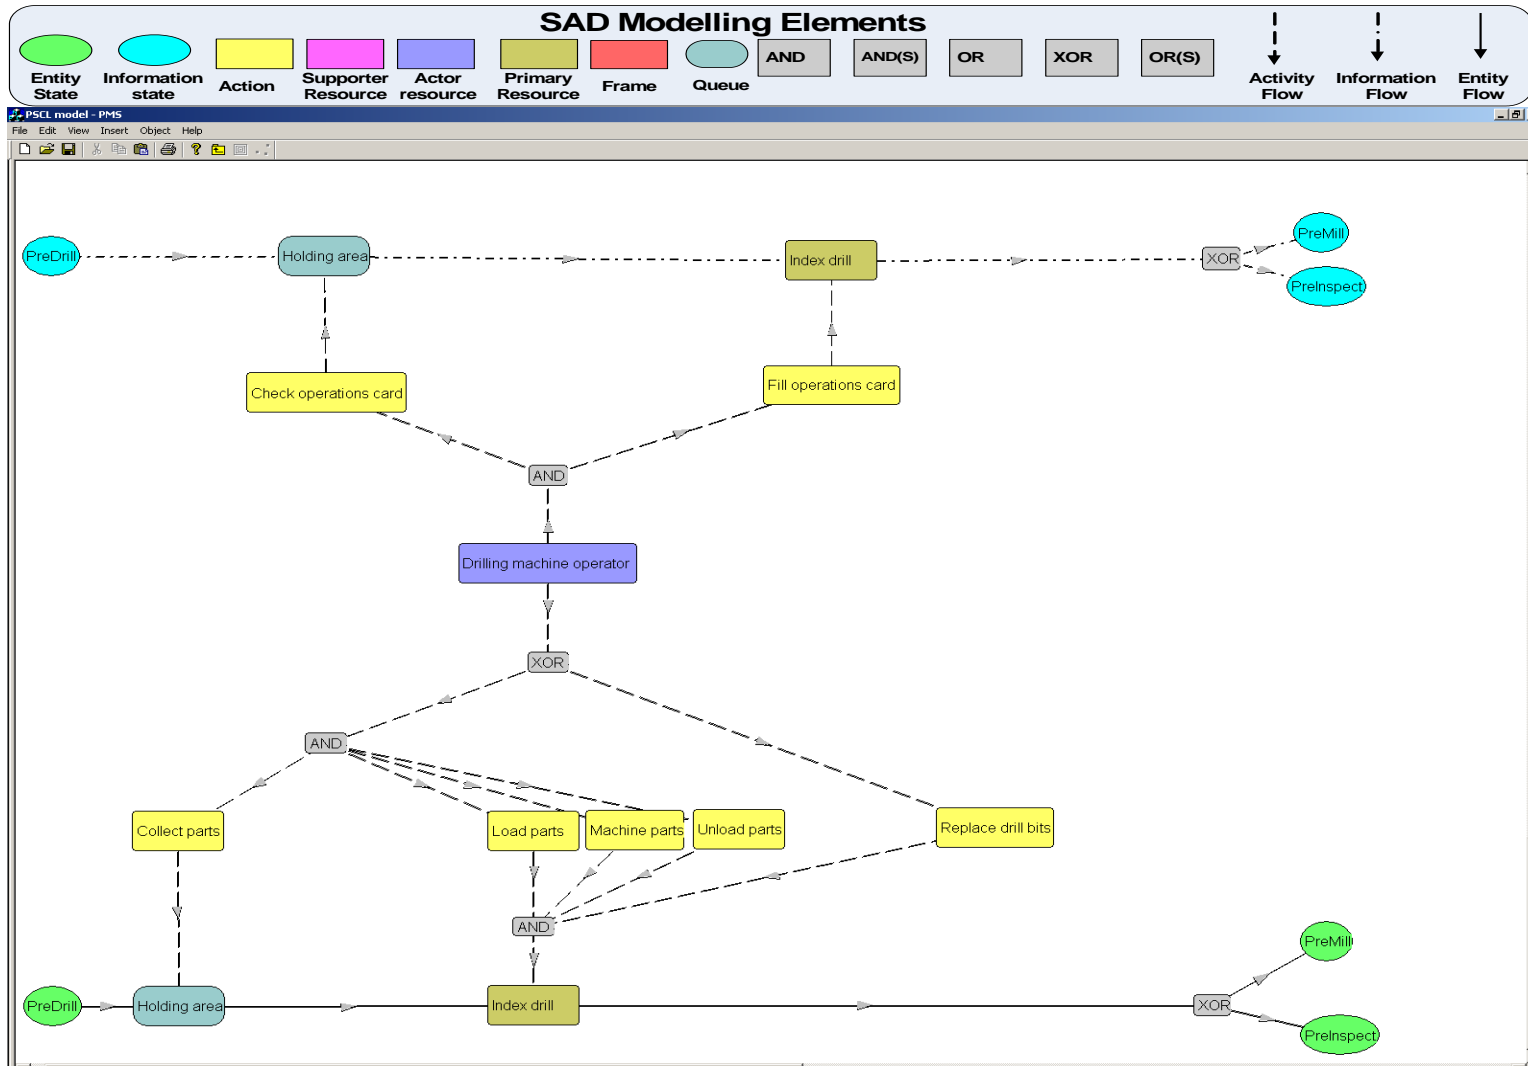 SAD Modelling Elements
Entity State
Information state
Action
Supporter Resource
Actor resource
Primary Resource
Frame
Queue
AND
AND(S)
OR
XOR
OR(S)
Activity Flow
Information Flow
Entity Flow
PSCL model - PMS
File Edit View Insert Object Help
PreDrill
Holding area
Index drill
XOR
PreMill
PreInspect
Check operations card
Fill operations card
AND
Drilling machine operator
XOR
AND
Collect parts
Load parts
Machine parts
Unload parts
Replace drill bits
AND
PreDrill
Holding area
Index drill
XOR
PreMill
PreInspect